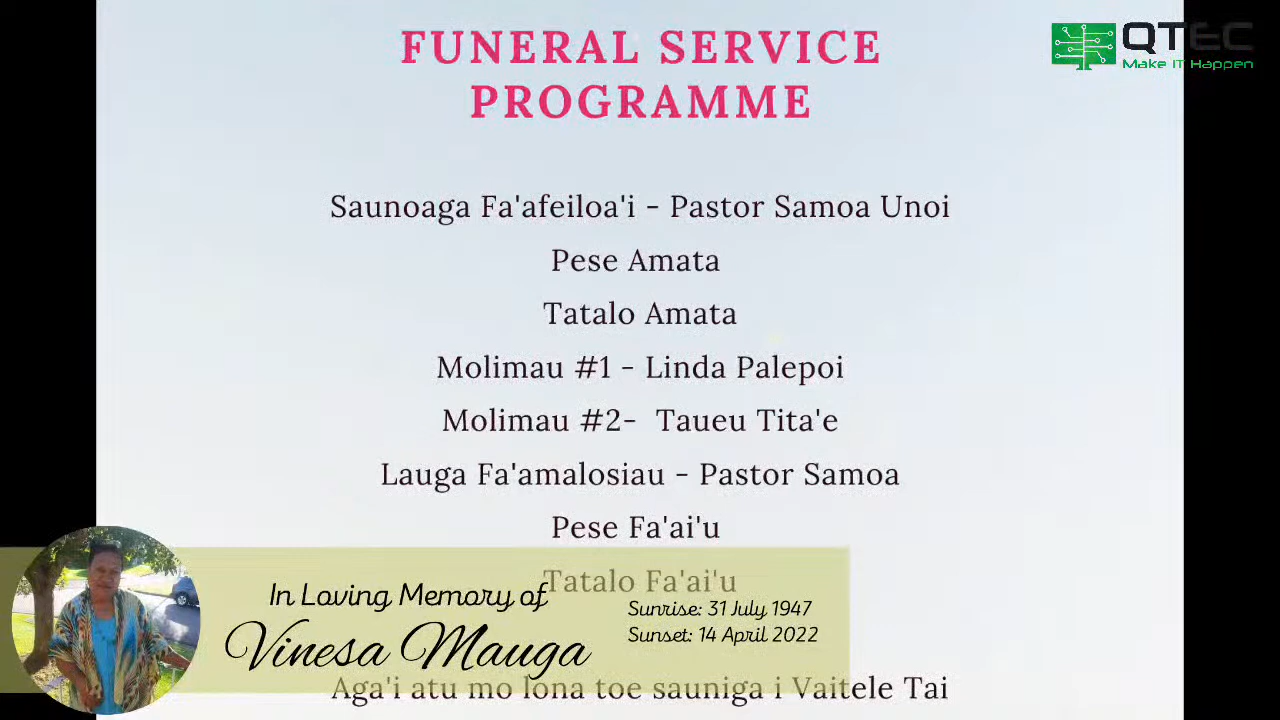 FUNERAL SERVICE
PROGRAMME
QTEC
Make IT Happen
Saunoaga Fa'afeiloa'i - Pastor Samoa Unoi
Pese Amata
Tatalo Amata
Molimau #1 - Linda Palepoi
Molimau #2- Taueu Tita'e
Lauga Fa'amalosiau - Pastor Samoa
Pese Fa'ai'u
Tatalo Fa'ai'u
In Loving Memory of
Vinesa Mauga
Sunrise: 31 July 1947
Sunset: 14 April 2022
Aga'i atu mo lona toe sauniga i Vaitele Tai